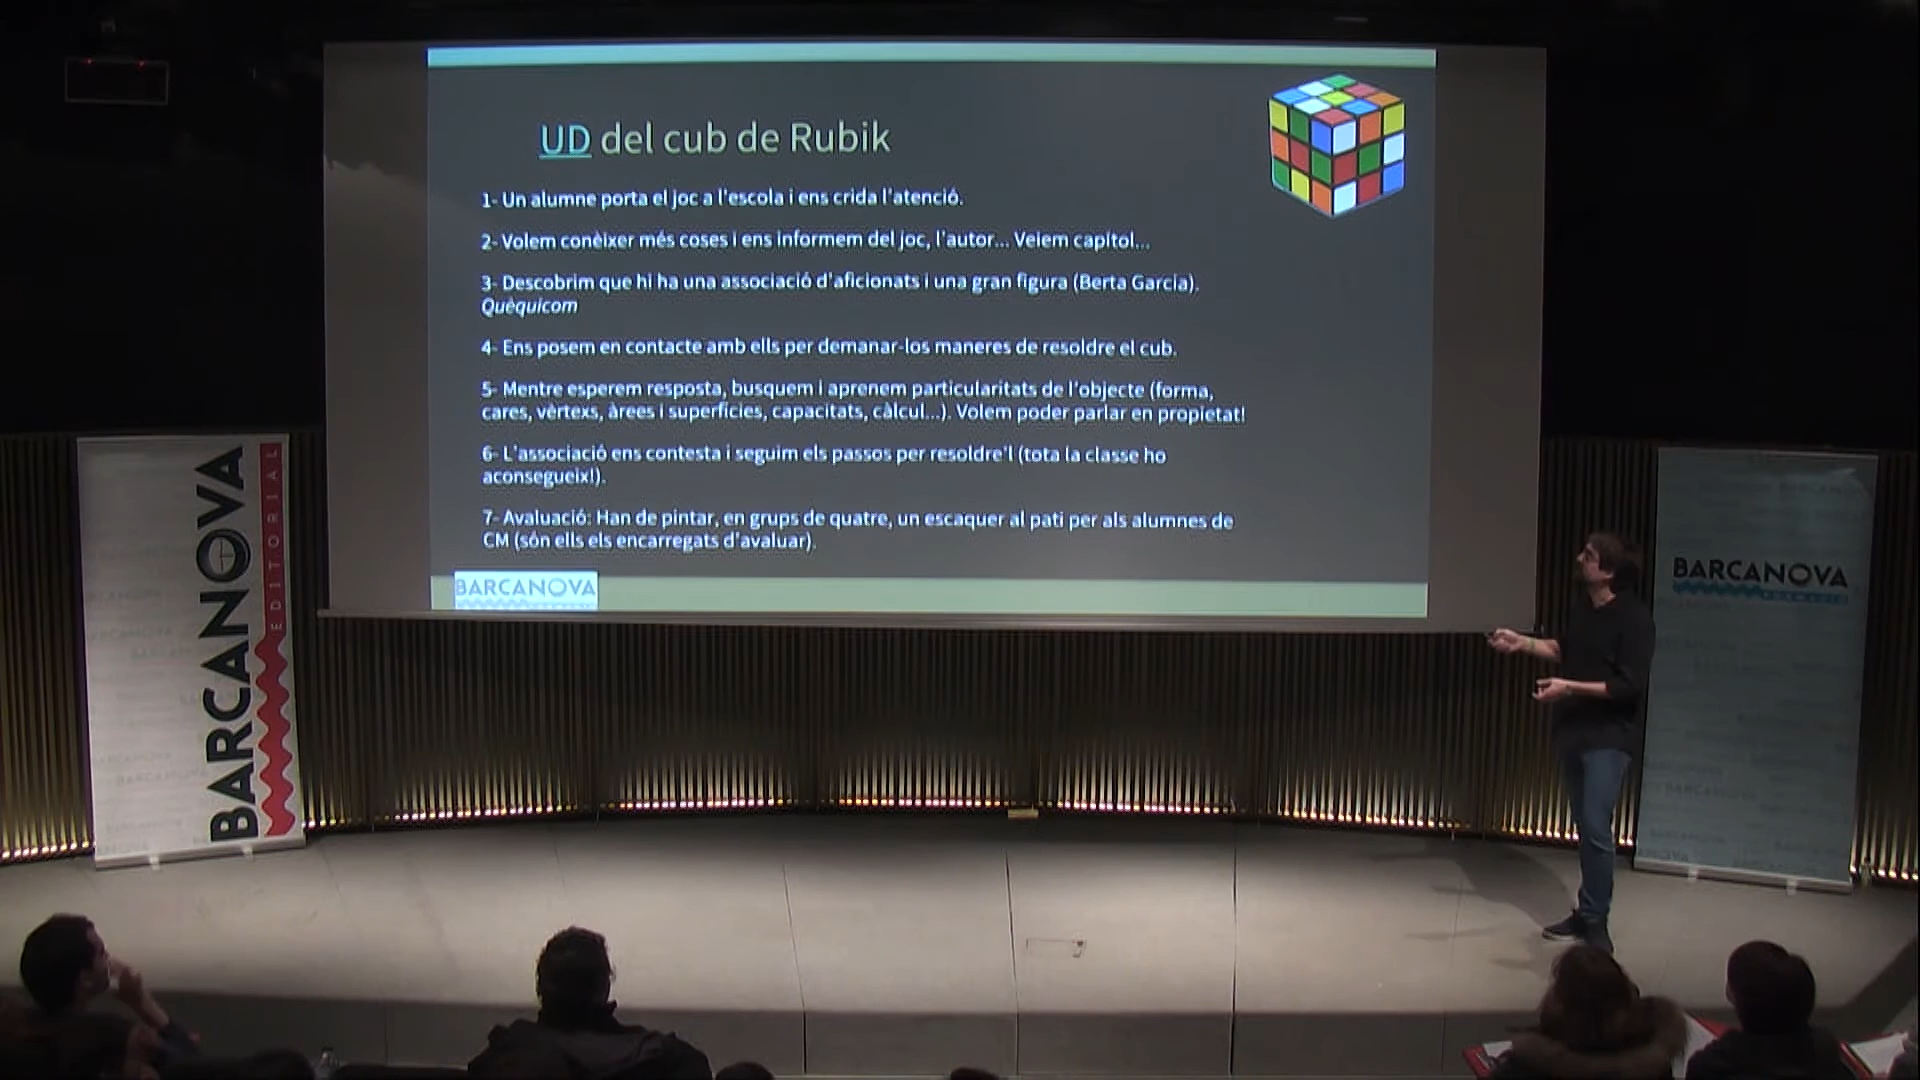 UD del cub de Rubik
1- Un alumne porta el joc a l'escola i ens crida l'atenció.
2- Volem conèixer més coses i ens informem del joc, l'autor... Veiem capítol...
3- Descobrim que hi ha una associació d'aficionats i una gran figura (Berta Garcia).
Quèquicom
4- Ens posem en contacte amb ells per demanar-los maneres de resoldre el cub.
5- Mentre esperem resposta, busquem i aprenem particularitats de l'objecte (forma,
cares, vèrtexs, àrees i superfícies, capacitats, càlcul...). Volem poder parlar en propietat!
6- L'associació ens contesta i seguim els passos per resoldre'l (tota la classe ho
aconsegueix!).
7- Avaluació: Han de pintar, en grups de quatre, un escaquer al pati per als alumnes de
CM (són ells els encarregats d'avaluar).
BARCANOVA
BARCANOVA
EDITORIAL
BARCANOVA